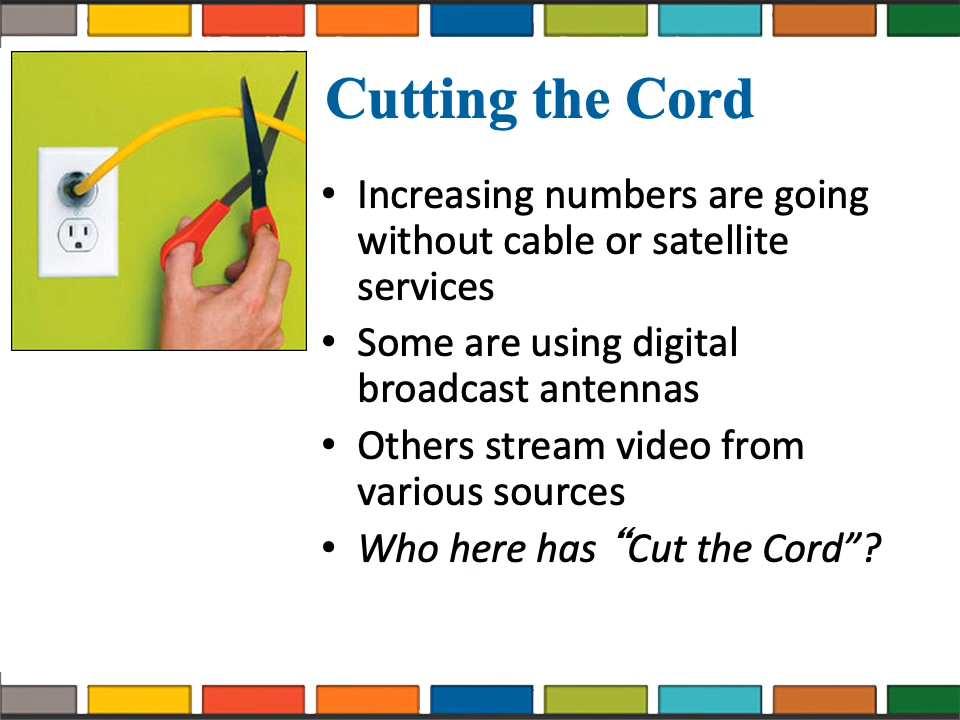 Cutting the Cord
• Increasing numbers are going
without cable or satellite
services
• Some are using digital
broadcast antennas
• Others stream video from
various sources
• Who here has “Cut the Cord”?